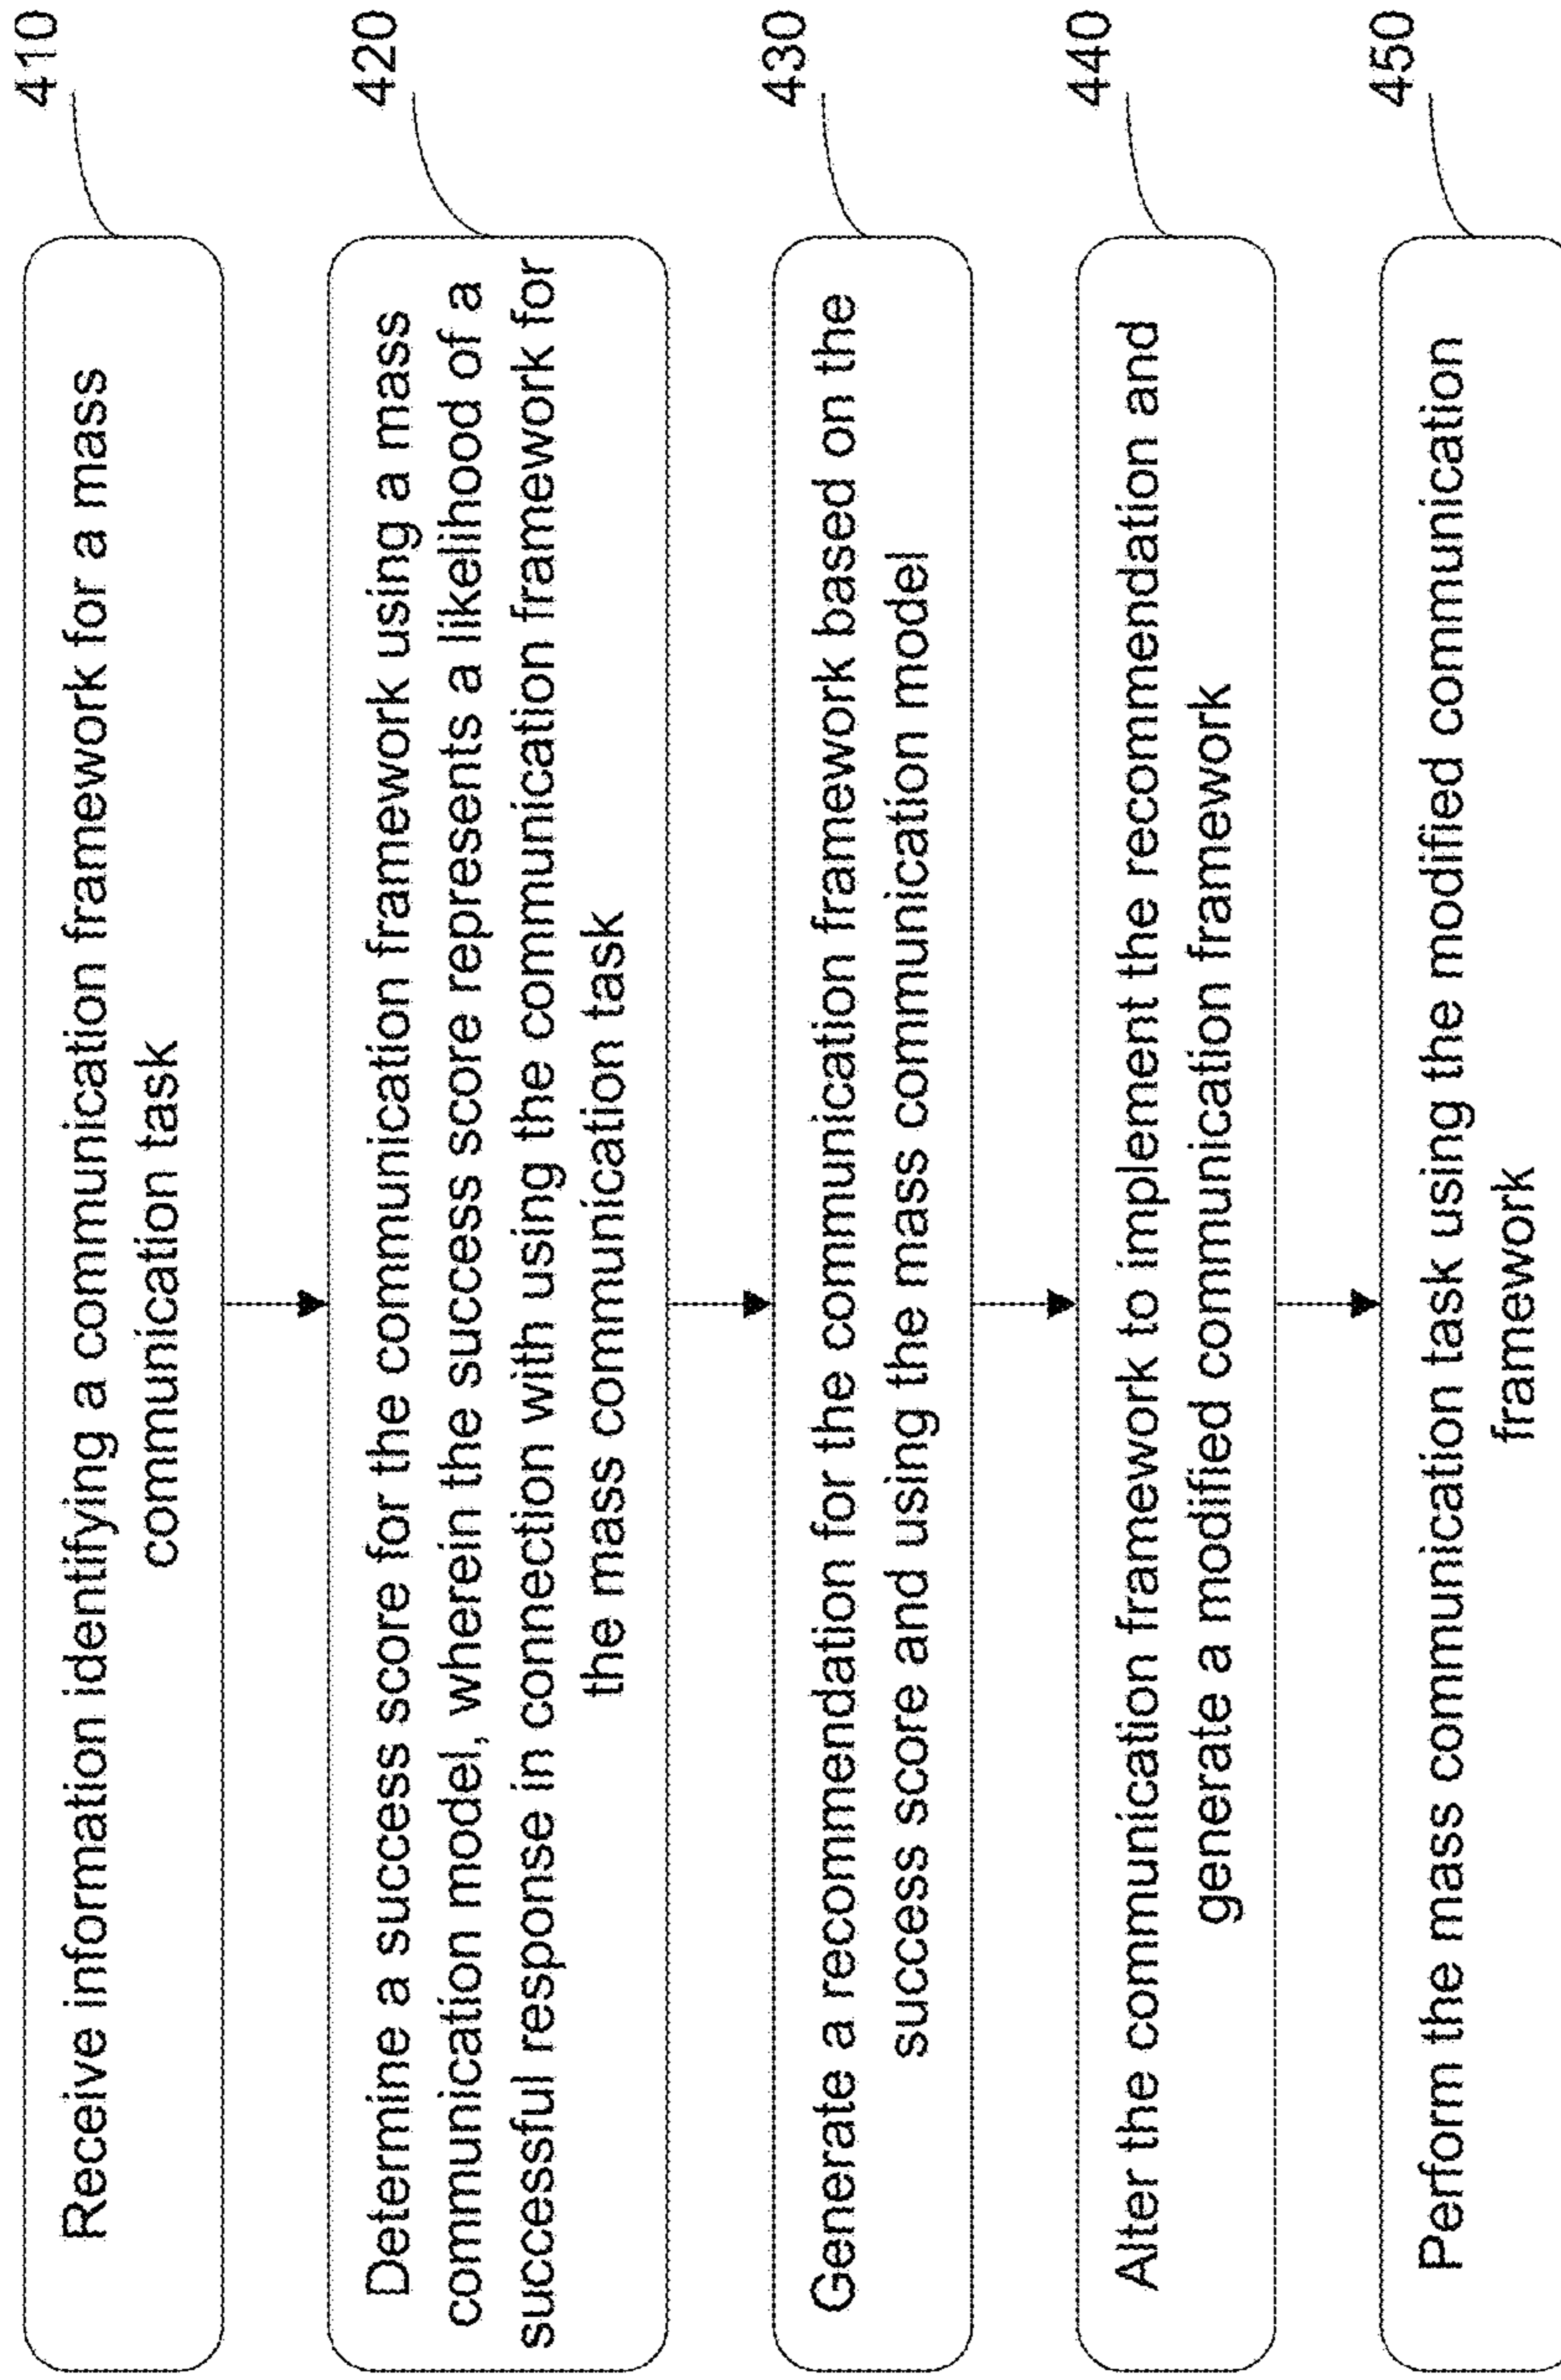 410
Receive information identifying a communication framework for a mass
communication task
420
Determine a success score for the communication framework using a mass
communication model, wherein the success score represents a likelihood of a
successful response in connection with using the communication framework for
the mass communication task
430
Generate a recommendation for the communication framework based on the
success score and using the mass communication model
440
Alter the communication framework to implement the recommendation and
generate a modified communication framework
450
Perform the mass communication task using the modified communication
framework